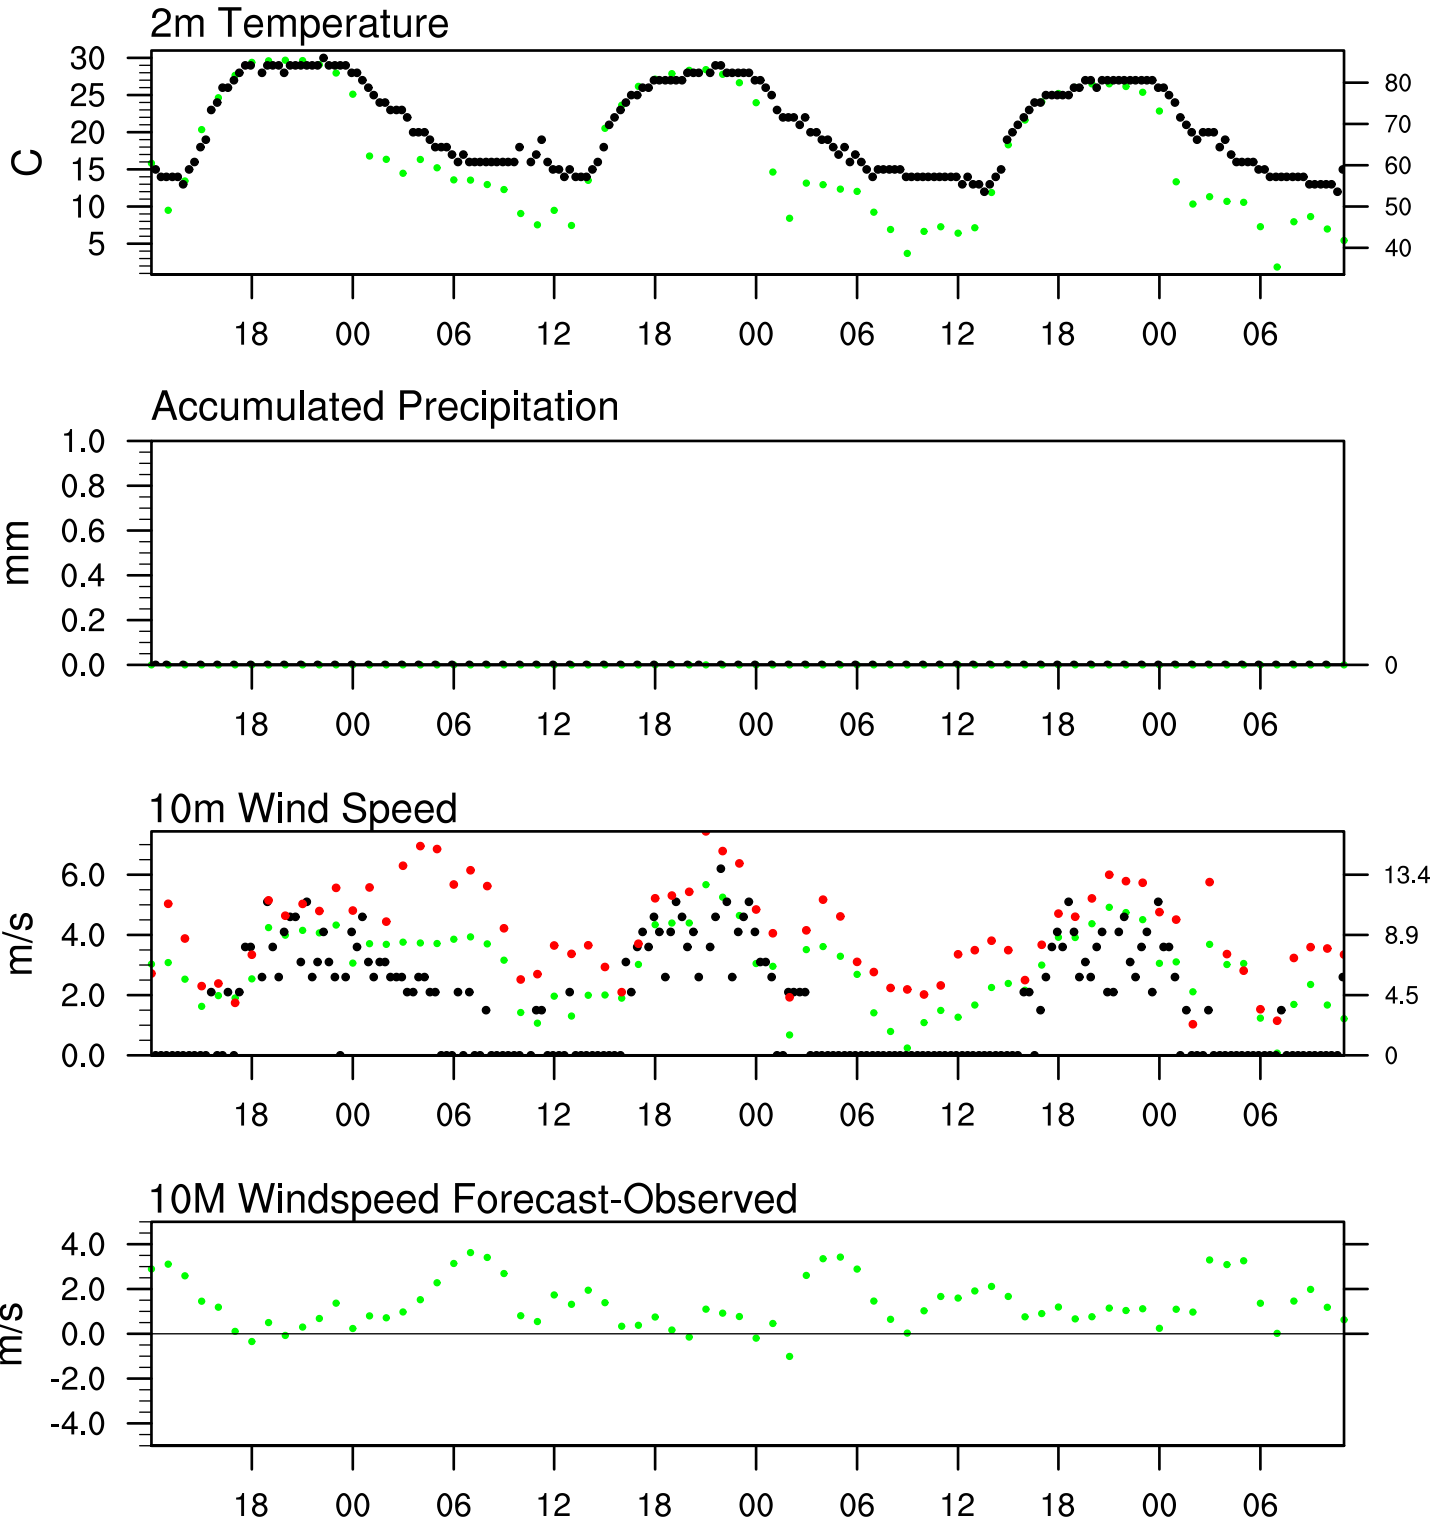 2m Temperature
30
25
20
15
10
5
C
80
70
60
50
40
18 00 06 12 18 00 06 12 18 00 06
Accumulated Precipitation
1.0
0.8
0.6
0.4
0.2
0.0
mm
0
18 00 06 12 18 00 06 12 18 00 06
10m Wind Speed
6.0
4.0
2.0
0.0
m/s
13.4
8.9
4.5
0
18 00 06 12 18 00 06 12 18 00 06
10M Windspeed Forecast-Observed
4.0
2.0
0.0
-2.0
-4.0
m/s
18 00 06 12 18 00 06 12 18 00 06